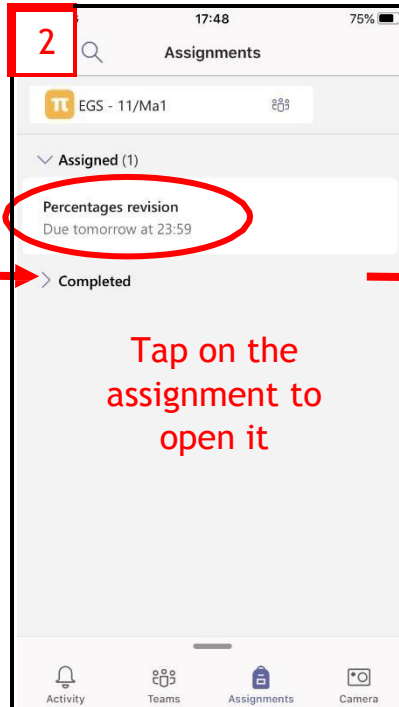 2
17:48
75%
Assignments
π EGS - 11/Ma1
Assigned (1)
Percentages revision
Due tomorrow at 23:59
Completed
Tap on the
assignment to
open it
Activity Teams Assignments Camera